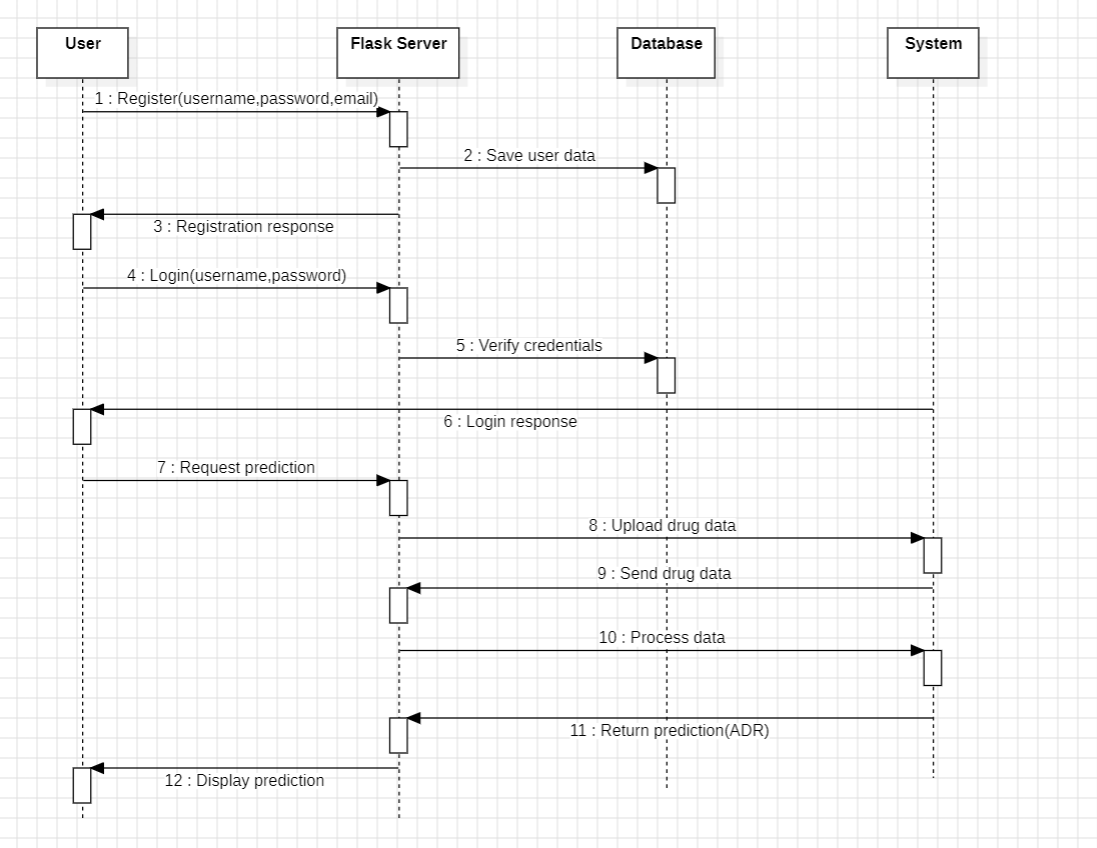 User
Flask Server
Database
System
1 : Register(username,password,email)
2 : Save user data
3 : Registration response
4 : Login(username,password)
5 : Verify credentials
6 : Login response
7 : Request prediction
8 : Upload drug data
9 : Send drug data
10 : Process data
11 : Return prediction(ADR)
12 : Display prediction